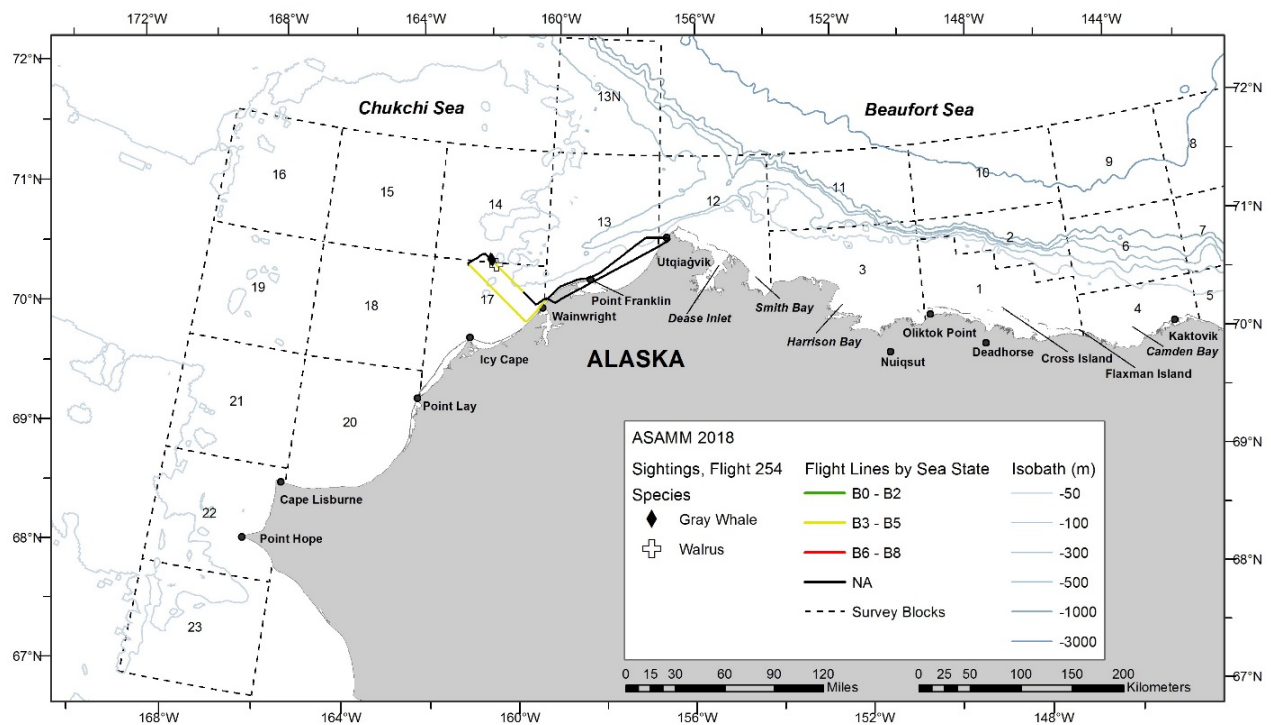 172°W 168°W 164°W 160°W 156°W 152°W 148°W 144°W
72°N
72°N
71°N
71°N
70°N
70°N
69°N
69°N
68°N
68°N
67°N
67°N
Chukchi Sea
Beaufort Sea
13N
16
15
14
13
12
11
10
9
8
7
6
5
4
3
2
1
19
18
17
21
20
22
23
Utqiaġvik
Point Franklin
Wainwright
Icy Cape
Point Lay
Cape Lisburne
Point Hope
ALASKA
Dease Inlet
Smith Bay
Harrison Bay
Oliktok Point
Nuiqsut
Deadhorse
Cross Island
Flaxman Island
Kaktovik
Camden Bay
ASAMM 2018
Sightings, Flight 254
Species
Gray Whale
Walrus
Flight Lines by Sea State
B0 - B2
B3 - B5
B6 - B8
NA
Survey Blocks
Isobath (m)
-50
-100
-300
-500
-1000
-3000
0 15 30 60 90 120
Miles
0 25 50 100 150 200
Kilometers
168°W 164°W 160°W 156°W 152°W 148°W